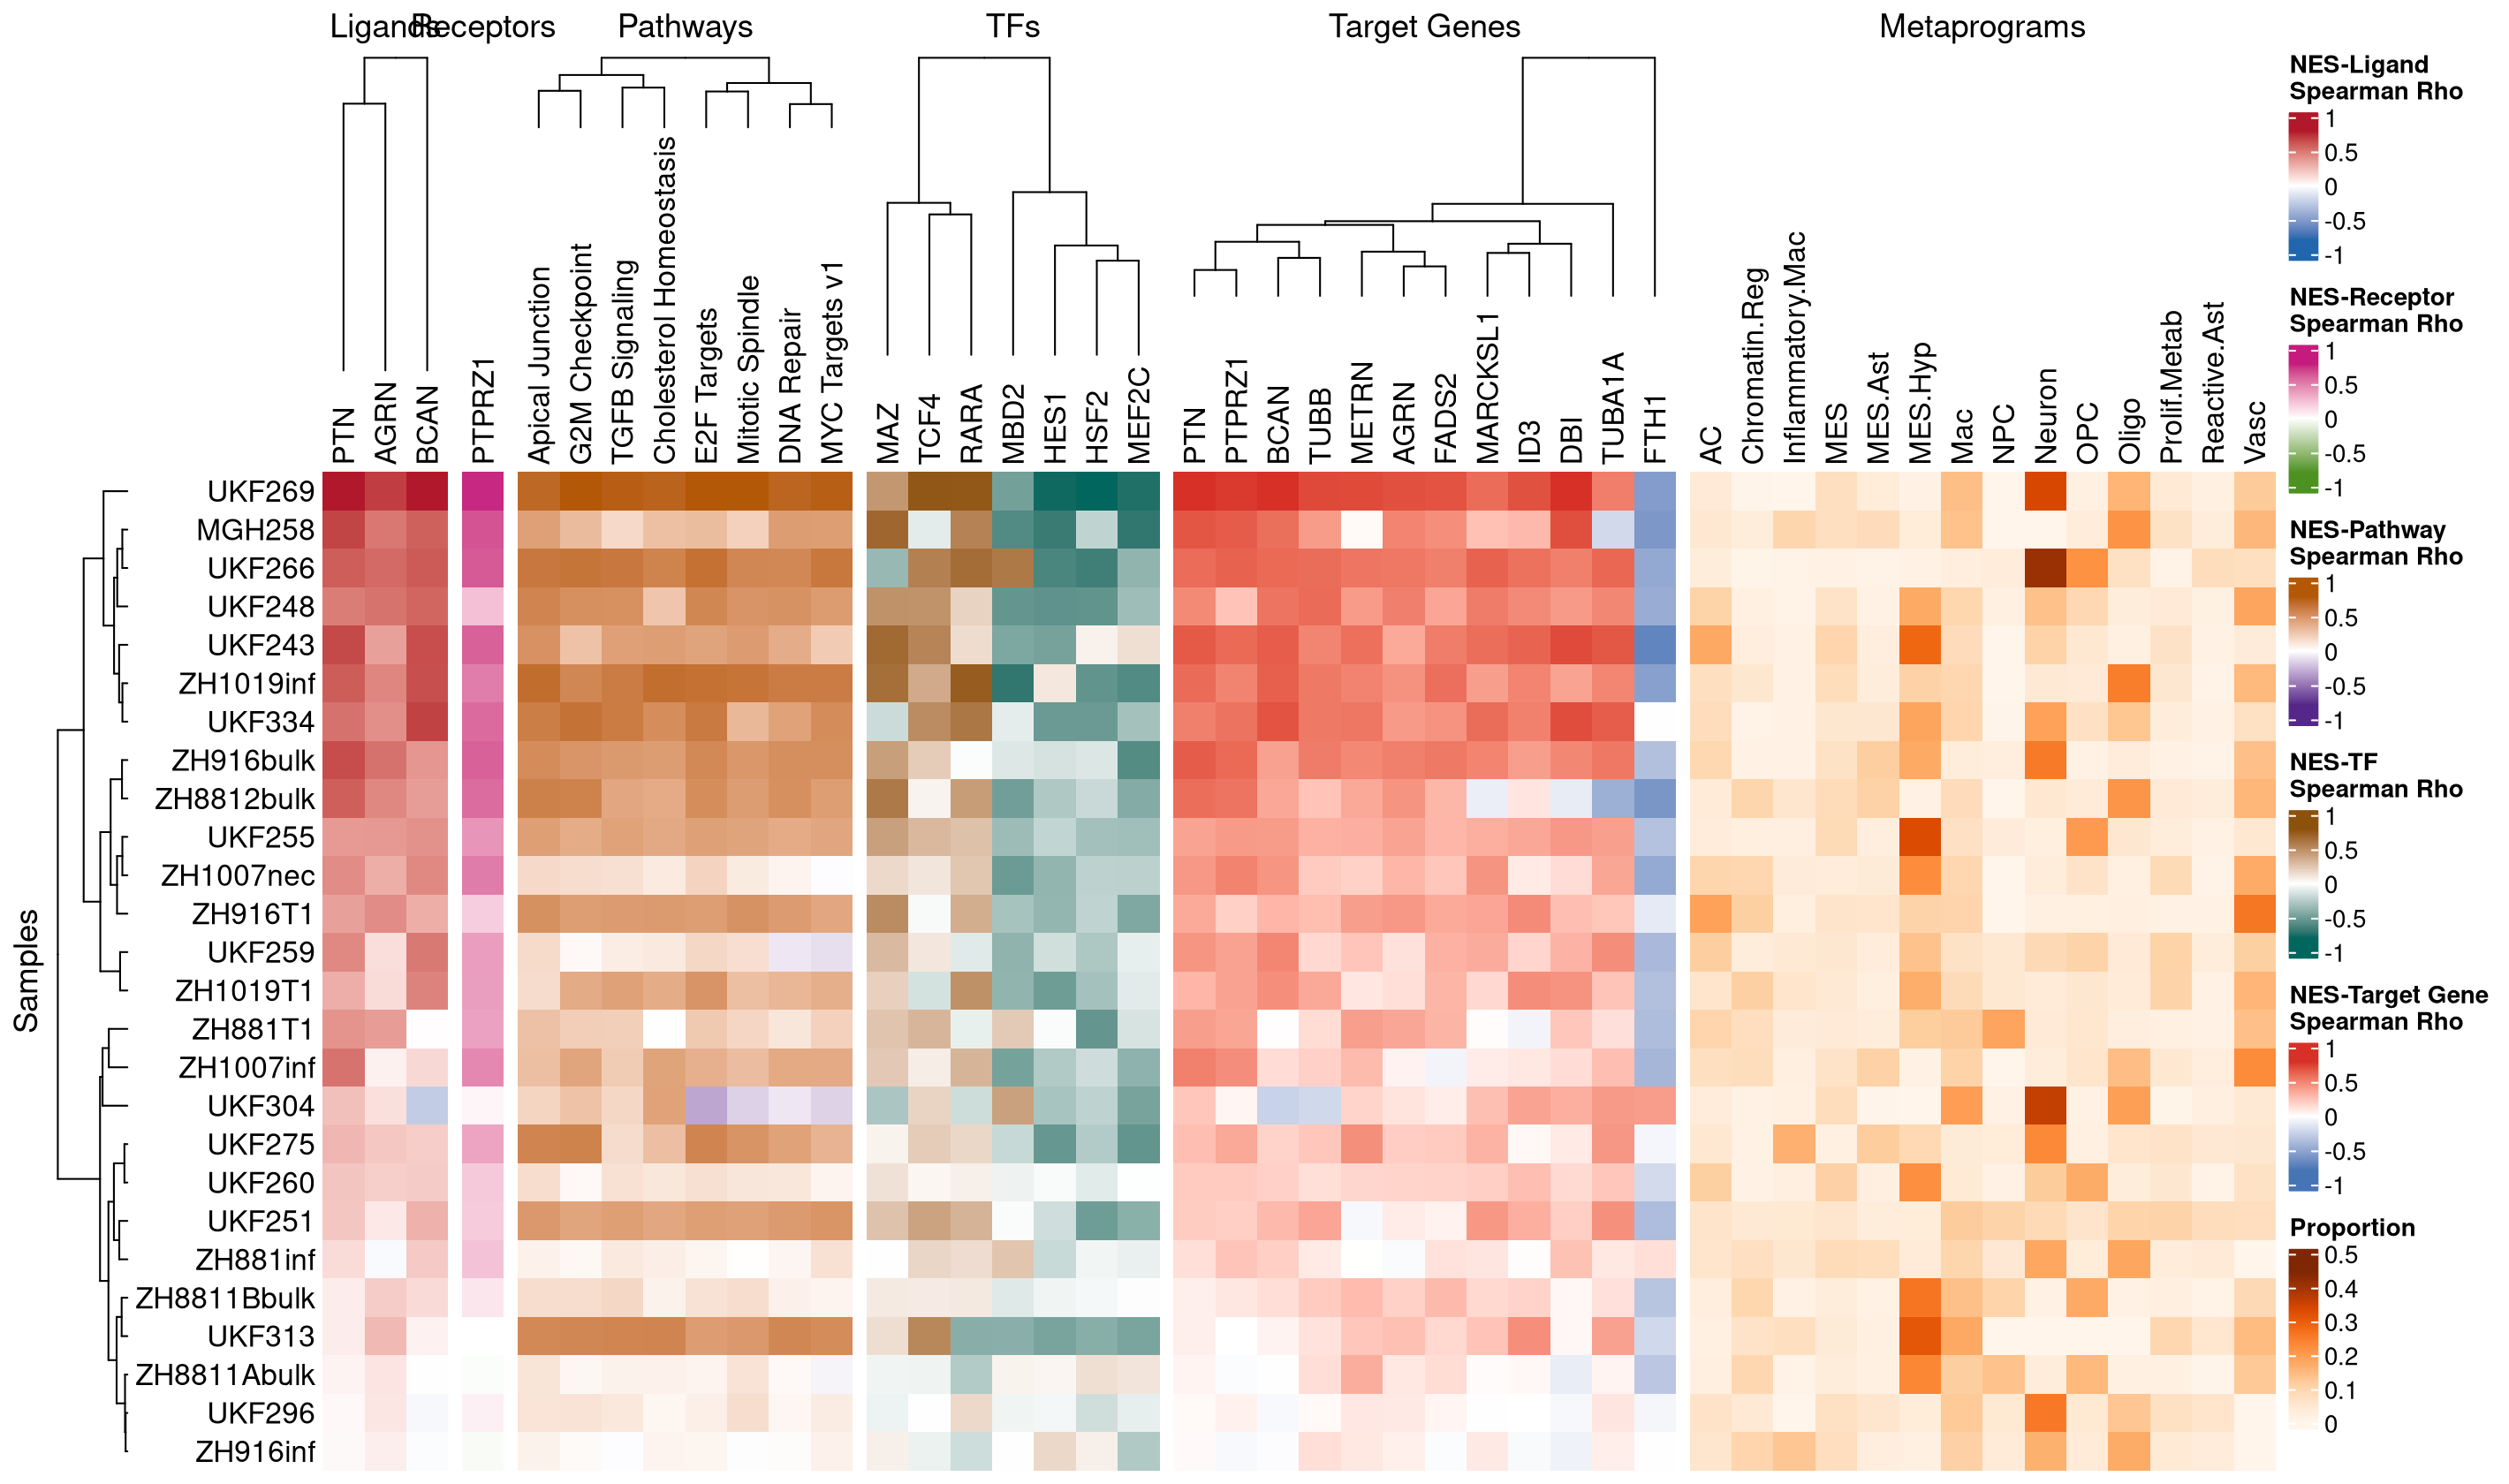 Ligands
Receptors
Pathways
TFs
Target Genes
Metaprograms
PTN
AGRN
BCAN
PTPRZ1
Apical Junction
G2M Checkpoint
TGFB Signaling
Cholesterol Homeostasis
E2F Targets
Mitotic Spindle
DNA Repair
MYC Targets v1
MAZ
TCF4
RARA
MBD2
HES1
HSF2
MEF2C
PTN
PTPRZ1
BCAN
TUBB
METRN
AGRN
FADS2
MARCKSL1
ID3
DBI
TUBA1A
FTH1
AC
Chromatin.Reg
Inflammatory.Mac
MES
MES.Ast
MES.Hyp
Mac
NPC
Neuron
OPC
Oligo
Prolif.Metab
Reactive.Ast
Vasc
Samples
UKF269
MGH258
UKF266
UKF248
UKF243
ZH1019inf
UKF334
ZH916bulk
ZH8812bulk
UKF255
ZH1007nec
ZH916T1
UKF259
ZH1019T1
ZH881T1
ZH1007inf
UKF304
UKF275
UKF260
UKF251
ZH881inf
ZH8811Bbulk
UKF313
ZH8811Abulk
UKF296
ZH916inf
NES-Ligand
Spearman Rho
1
0.5
0
-0.5
-1
NES-Receptor
Spearman Rho
1
0.5
0
-0.5
-1
NES-Pathway
Spearman Rho
1
0.5
0
-0.5
-1
NES-TF
Spearman Rho
1
0.5
0
-0.5
-1
NES-Target Gene
Spearman Rho
1
0.5
0
-0.5
-1
Proportion
0.5
0.4
0.3
0.2
0.1
0